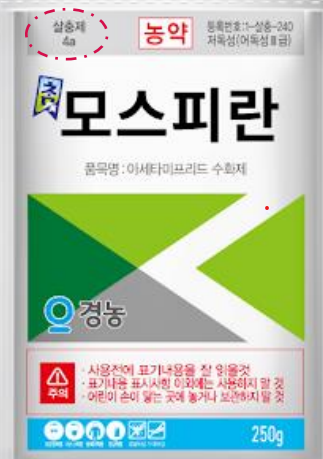 살충제
4a
농약
등록번호:1-살충-240
저독성(어독성Ⅲ급)
모스피란
품목명 : 아세타미프리드 수화제
경농
주의
· 사용전에 표기내용을 잘 읽을것
· 표기내용 표시사항 이외에는 사용하지 말 것
· 어린이 손이 닿는 곳에 놓거나 보관하지 말 것
250g